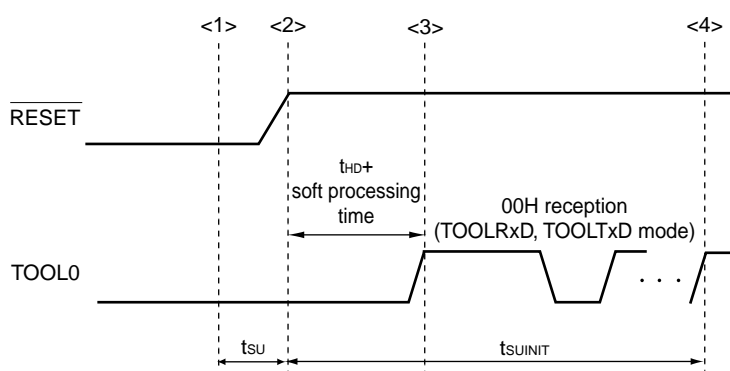 <1> <2> <3> <4>
RESET
tHD+
soft processing
time
00H reception
(TOOLRxD, TOOLTxD mode)
TOOL0
. . .
tSU tSUINIT